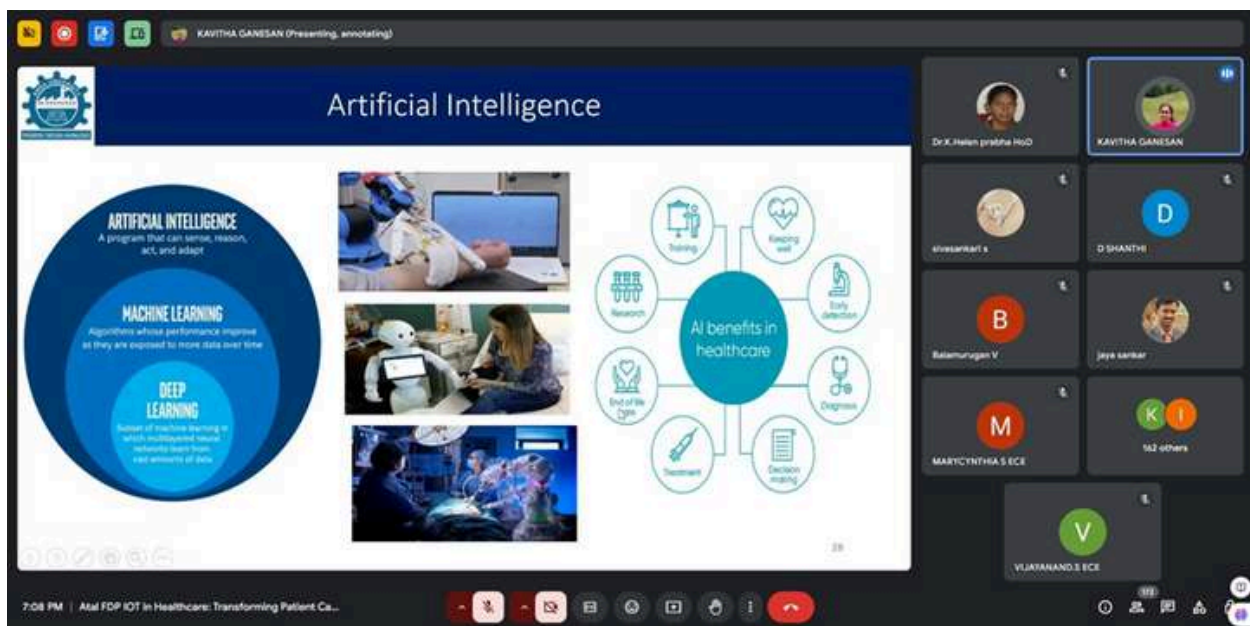 KAVITHA GANESAN (Presenting, annotating)
Artificial Intelligence
ARTIFICIAL INTELLIGENCE
A program that can sense, reason,
act, and adapt
MACHINE LEARNING
Algorithms whose performance improve
as they are exposed to more data over time
DEEP
LEARNING
Subset of machine learning in
which multilayered neural
networks learn from
vast amounts of data
AI benefits in
healthcare
Training
Keeping
well
Research
Early
detection
End of life
care
Diagnosis
Treatment
Decision
making
28
Dr.K.Helen prabha HoD
KAVITHA GANESAN
sivasankari s
D
D SHANTHI
B
Balamurugan V
jaya sankar
M
MARYCYNTHIA S ECE
K I
162 others
V
VIJAYANAND.S ECE
7:08 PM | Atal FDP IOT in Healthcare: Transforming Patient Ca...